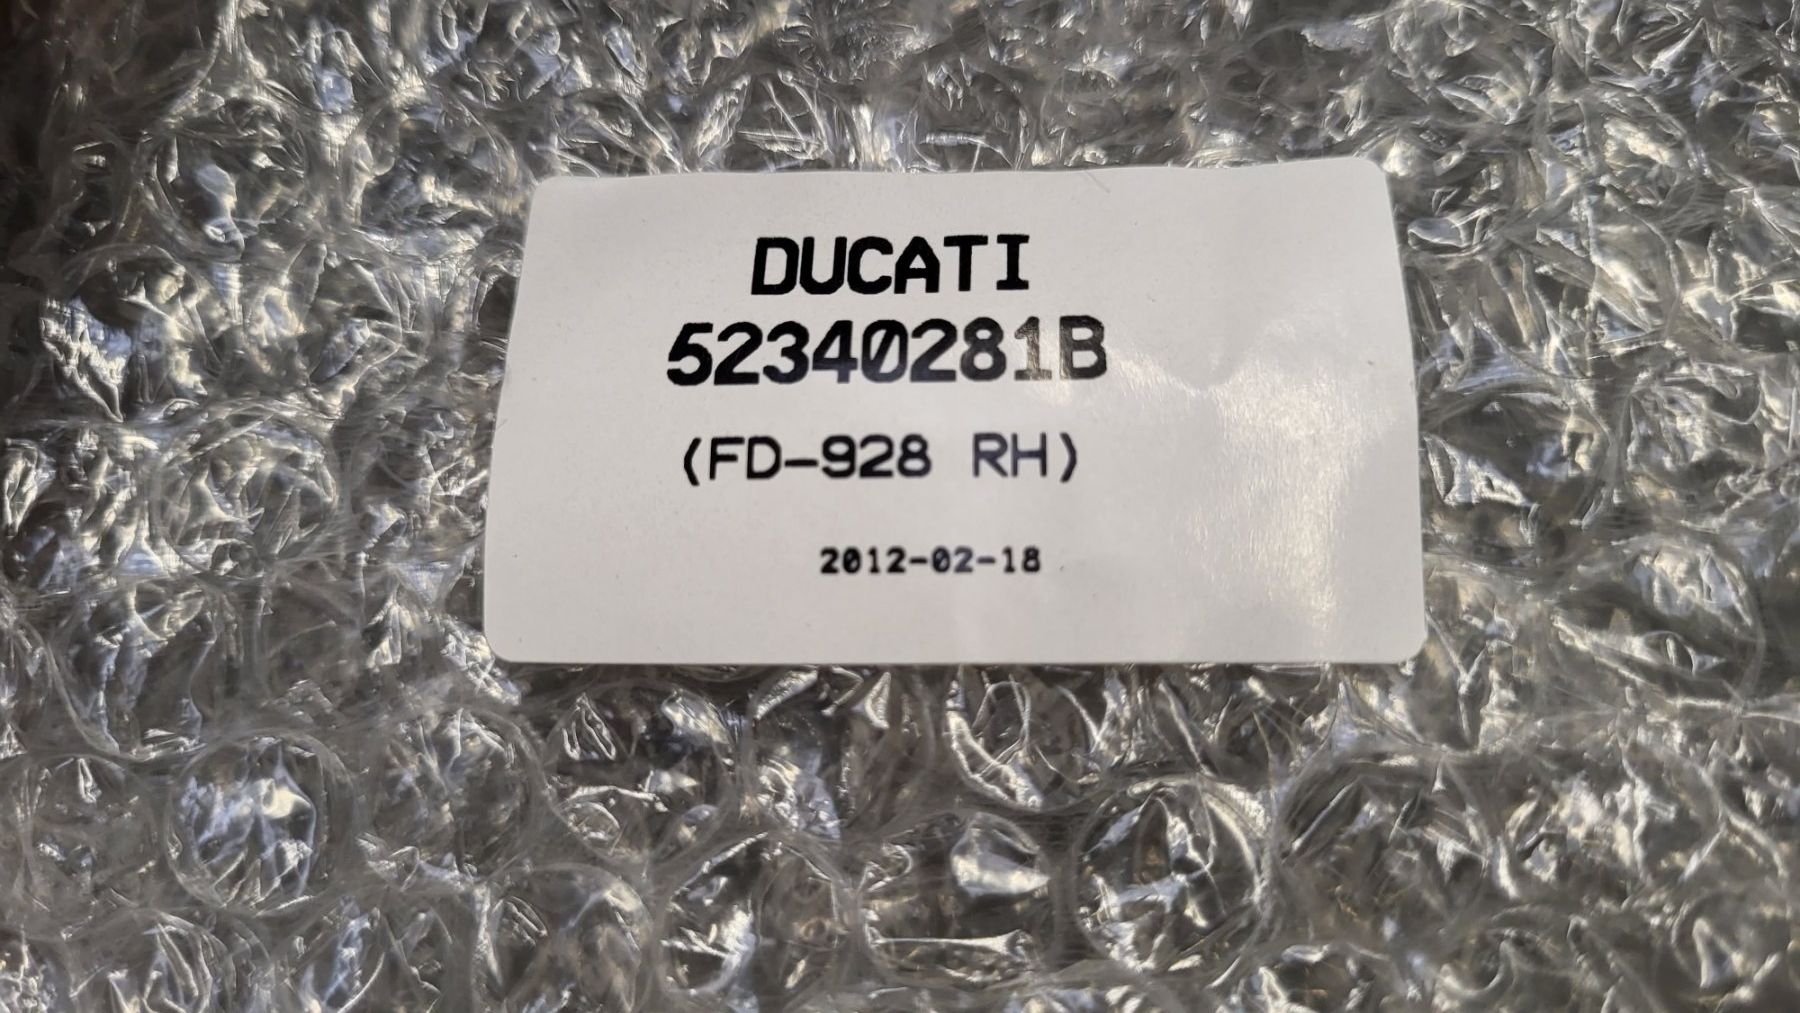 DUCATI
52340281B
(FD-928 RH)
2012-02-18